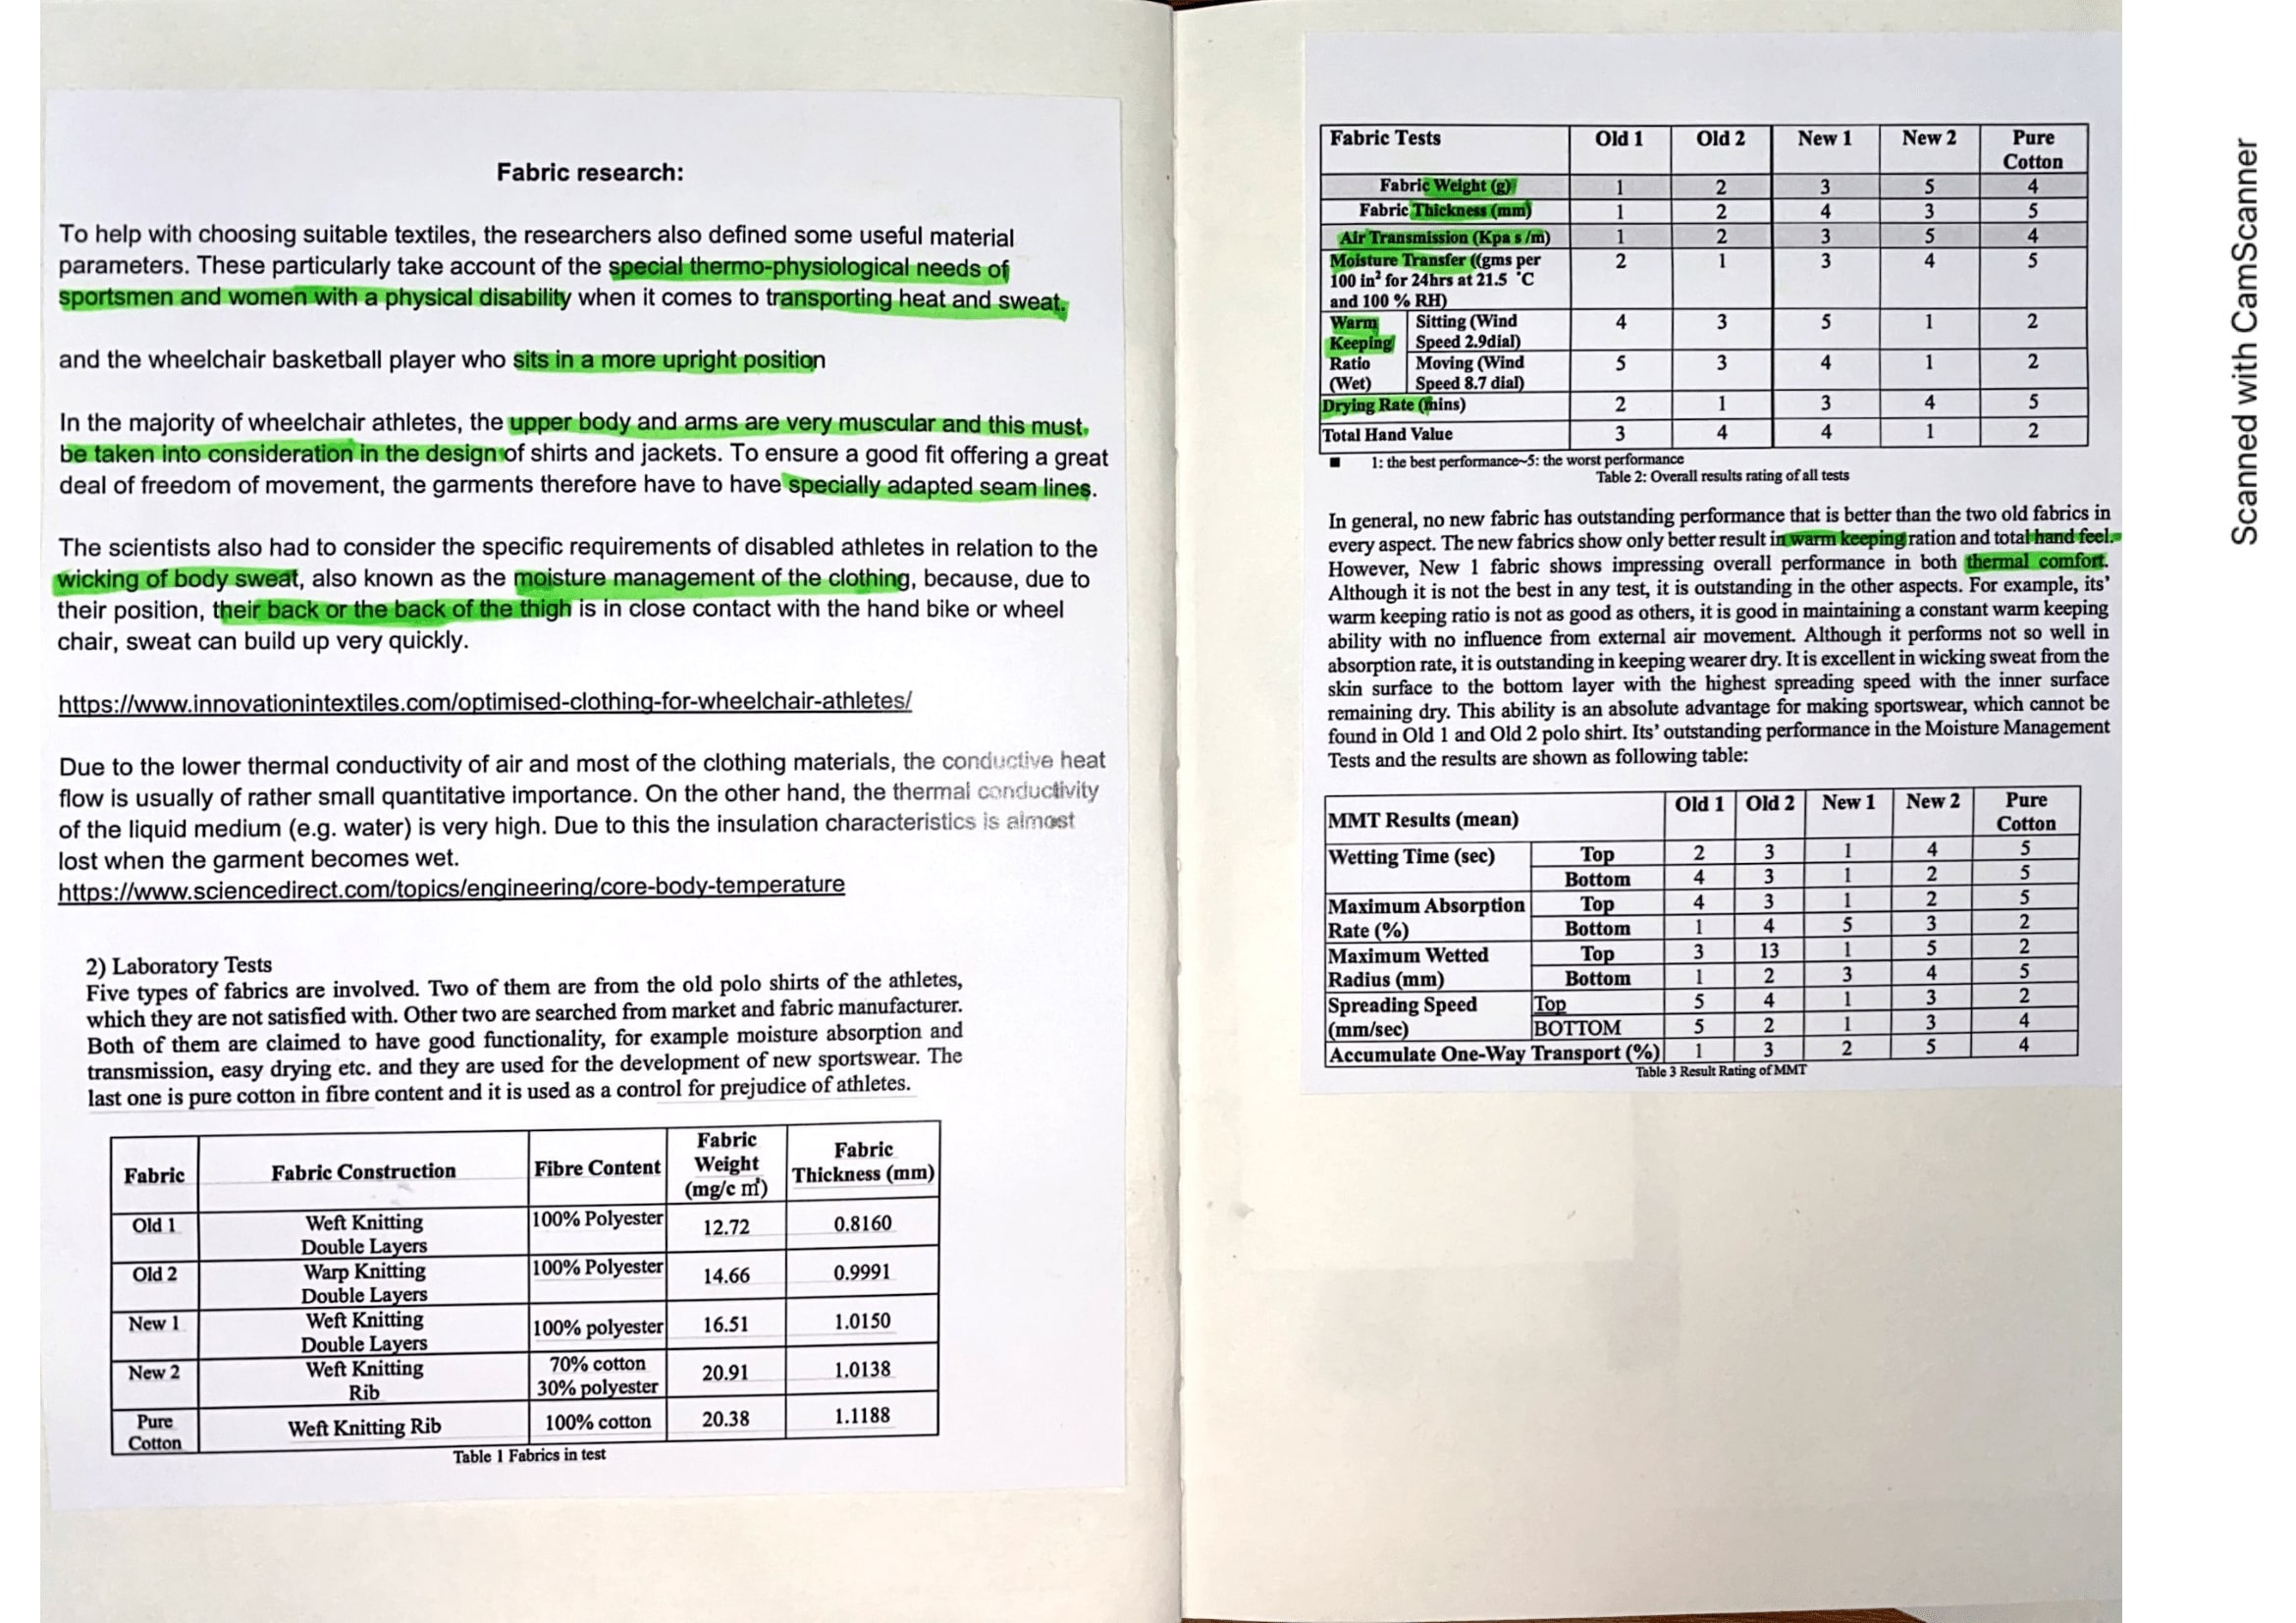 Fabric research:
To help with choosing suitable textiles, the researchers also defined some useful material
parameters. These particularly take account of the special thermo-physiological needs of
sportsmen and women with a physical disability when it comes to transporting heat and sweat.
and the wheelchair basketball player who sits in a more upright position
In the majority of wheelchair athletes, the upper body and arms are very muscular and this must
be taken into consideration in the design of shirts and jackets. To ensure a good fit offering a great
deal of freedom of movement, the garments therefore have to have specially adapted seam lines.
The scientists also had to consider the specific requirements of disabled athletes in relation to the
wicking of body sweat, also known as the moisture management of the clothing, because, due to
their position, their back or the back of the thigh is in close contact with the hand bike or wheel
chair, sweat can build up very quickly.
https://www.innovationintextiles.com/optimised-clothing-for-wheelchair-athletes/
Due to the lower thermal conductivity of air and most of the clothing materials, the conductive heat
flow is usually of rather small quantitative importance. On the other hand, the thermal conductivity
of the liquid medium (e.g. water) is very high. Due to this the insulation characteristics is almost
lost when the garment becomes wet.
https://www.sciencedirect.com/topics/engineering/core-body-temperature
2) Laboratory Tests
Five types of fabrics are involved. Two of them are from the old polo shirts of the athletes,
which they are not satisfied with. Other two are searched from market and fabric manufacturer.
Both of them are claimed to have good functionality, for example moisture absorption and
transmission, easy drying etc. and they are used for the development of new sportswear. The
last one is pure cotton in fibre content and it is used as a control for prejudice of athletes.
Fabric Fabric Construction Fibre Content Fabric Weight (mg/c ㎡) Fabric Thickness (mm)
Old 1 Weft Knitting Double Layers 100% Polyester 12.72 0.8160
Old 2 Warp Knitting Double Layers 100% Polyester 14.66 0.9991
New 1 Weft Knitting Double Layers 100% polyester 16.51 1.0150
New 2 Weft Knitting Rib 70% cotton 30% polyester 20.91 1.0138
Pure Cotton Weft Knitting Rib 100% cotton 20.38 1.1188
Table 1 Fabrics in test
Fabric Tests Old 1 Old 2 New 1 New 2 Pure Cotton
Fabric Weight (g) 1 2 3 5 4
Fabric Thickness (mm) 1 2 4 3 5
Air Transmission (Kpa s /m) 1 2 3 5 4
Moisture Transfer ((gms per 100 in² for 24hrs at 21.5 °C and 100 % RH) 2 1 3 4 5
Warm Keeping Ratio (Wet) Sitting (Wind Speed 2.9dial) 4 3 5 1 2
Moving (Wind Speed 8.7 dial) 5 3 4 1 2
Drying Rate (mins) 2 1 3 4 5
Total Hand Value 3 4 4 1 2
■ 1: the best performance~5: the worst performance
Table 2: Overall results rating of all tests
In general, no new fabric has outstanding performance that is better than the two old fabrics in
every aspect. The new fabrics show only better result in warm keeping ration and total hand feel.
However, New 1 fabric shows impressing overall performance in both thermal comfort.
Although it is not the best in any test, it is outstanding in the other aspects. For example, its'
warm keeping ratio is not as good as others, it is good in maintaining a constant warm keeping
ability with no influence from external air movement. Although it performs not so well in
absorption rate, it is outstanding in keeping wearer dry. It is excellent in wicking sweat from the
skin surface to the bottom layer with the highest spreading speed with the inner surface
remaining dry. This ability is an absolute advantage for making sportswear, which cannot be
found in Old 1 and Old 2 polo shirt. Its' outstanding performance in the Moisture Management
Tests and the results are shown as following table:
MMT Results (mean) Old 1 Old 2 New 1 New 2 Pure Cotton
Wetting Time (sec) Top 2 3 1 4 5
Bottom 4 3 1 2 5
Maximum Absorption Rate (%) Top 4 3 1 2 5
Bottom 1 4 5 3 2
Maximum Wetted Radius (mm) Top 3 13 1 5 2
Bottom 1 2 3 4 5
Spreading Speed (mm/sec) Top 5 4 1 3 2
BOTTOM 5 2 1 3 4
Accumulate One-Way Transport (%) 1 3 2 5 4
Table 3 Result Rating of MMT
Scanned with CamScanner